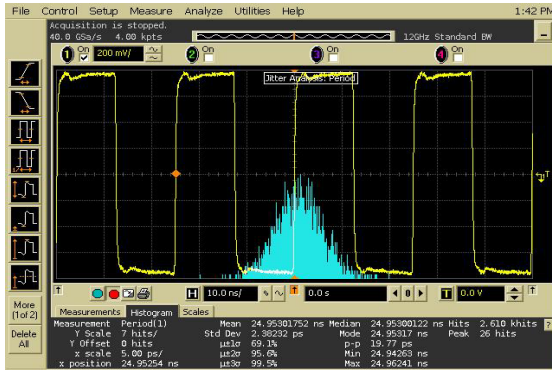 File Control Setup Measure Analyze Utilities Help 1:42 PM
Acquisition is stopped.
40.0 GSa/s 4.00 kpts 12GHz Standard BW
1 On 200 mV/ 2 On 3 On 4 On
Jitter Analysis: Period
T
H 10.0 ns/ 0.0 s 0 T 0.0 V
More
(1of 2)
Delete
All
Measurements Histogram Scales
Measurement Period(1) Mean 24.95301752 ns Median 24.95300122 ns Hits 2.610 khits ?
Y Scale 7 hits/ Std Dev 2.38232 ps Mode 24.95317 ns Peak 26 hits
Y Offset 0 hits µ±1σ 69.1% p-p 19.77 ps
x scale 5.00 ps/ µ±2σ 95.6% Min 24.94263 ns
x position 24.95254 ns µ±3σ 99.5% Max 24.96241 ns